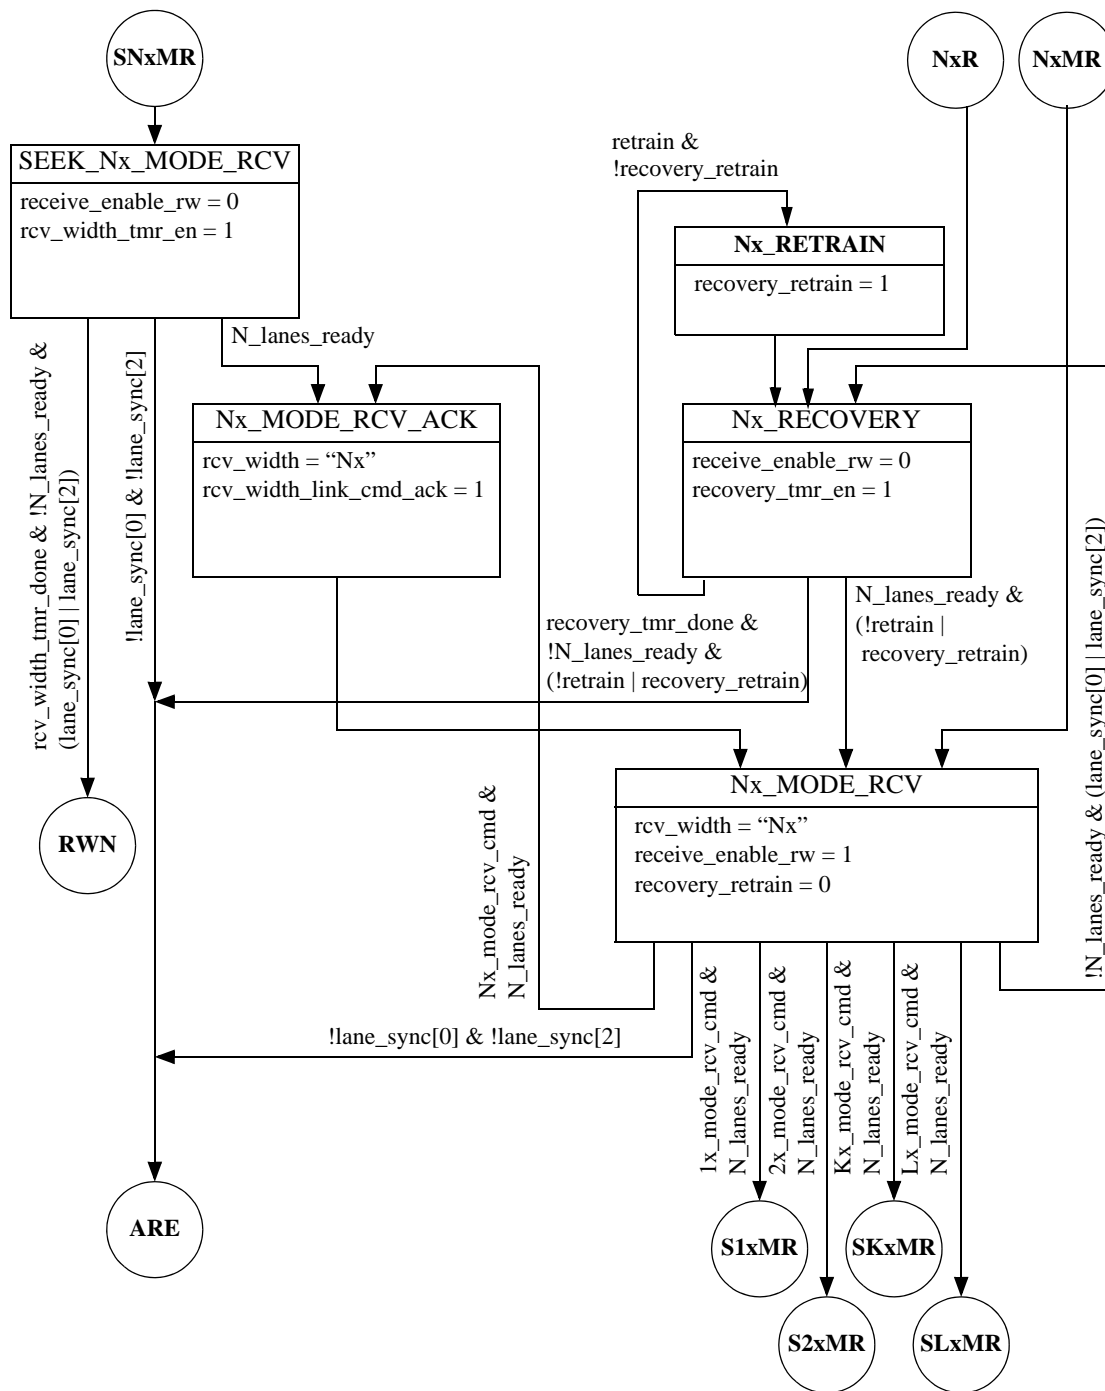 SNxMR
NxR
NxMR
SEEK_Nx_MODE_RCV
receive_enable_rw = 0
rcv_width_tmr_en = 1
retrain &
!recovery_retrain
Nx_RETRAIN
recovery_retrain = 1
N_lanes_ready
rcv_width_tmr_done & !N_lanes_ready &
(lane_sync[0] | lane_sync[2])
!lane_sync[0] & !lane_sync[2]
Nx_MODE_RCV_ACK
rcv_width = “Nx”
rcv_width_link_cmd_ack = 1
Nx_RECOVERY
receive_enable_rw = 0
recovery_tmr_en = 1
recovery_tmr_done &
!N_lanes_ready &
(!retrain | recovery_retrain)
N_lanes_ready &
(!retrain |
recovery_retrain)
!N_lanes_ready & (lane_sync[0] | lane_sync[2])
RWN
Nx_MODE_RCV
rcv_width = “Nx”
receive_enable_rw = 1
recovery_retrain = 0
Nx_mode_rcv_cmd &
N_lanes_ready
!lane_sync[0] & !lane_sync[2]
1x_mode_rcv_cmd &
N_lanes_ready
2x_mode_rcv_cmd &
N_lanes_ready
Kx_mode_rcv_cmd &
N_lanes_ready
Lx_mode_rcv_cmd &
N_lanes_ready
ARE
S1xMR
SKxMR
S2xMR
SLxMR